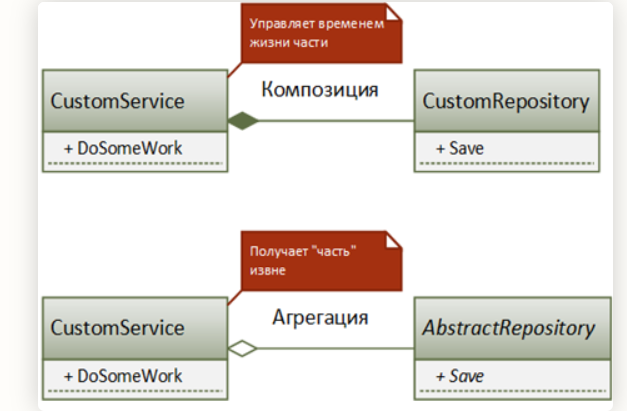 Управляет временем
жизни части
CustomService
Композиция
CustomRepository
+ DoSomeWork
+ Save
Получает "часть"
извне
CustomService
Агрегация
AbstractRepository
+ DoSomeWork
+ Save